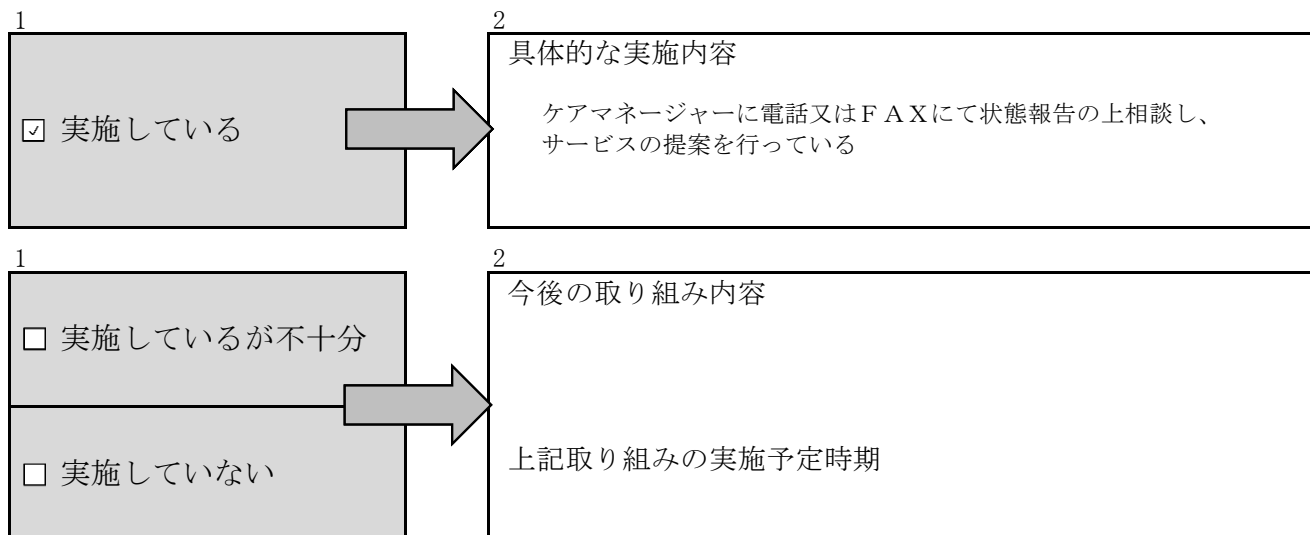 1
2
☑ 実施している
具体的な実施内容
ケアマネージャーに電話又はＦＡＸにて状態報告の上相談し、
サービスの提案を行っている
1
2
☐ 実施しているが不十分
☐ 実施していない
今後の取り組み内容
上記取り組みの実施予定時期